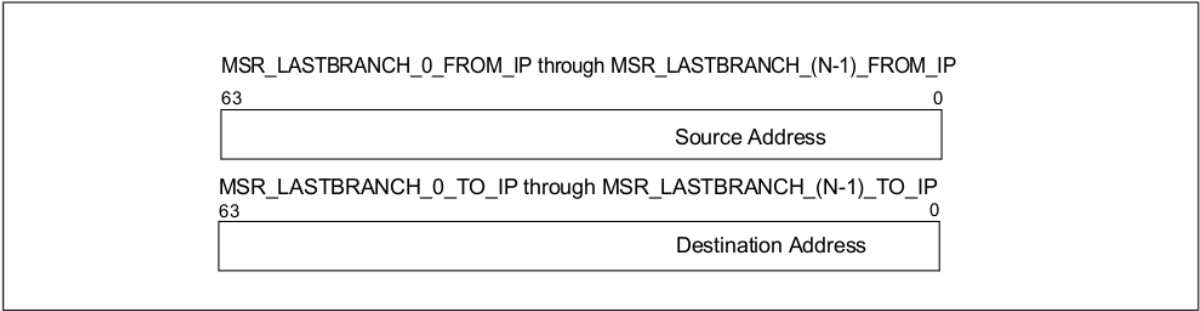 MSR_LASTBRANCH_0_FROM_IP through MSR_LASTBRANCH_(N-1)_FROM_IP
63 0
Source Address
MSR_LASTBRANCH_0_TO_IP through MSR_LASTBRANCH_(N-1)_TO_IP
63 0
Destination Address